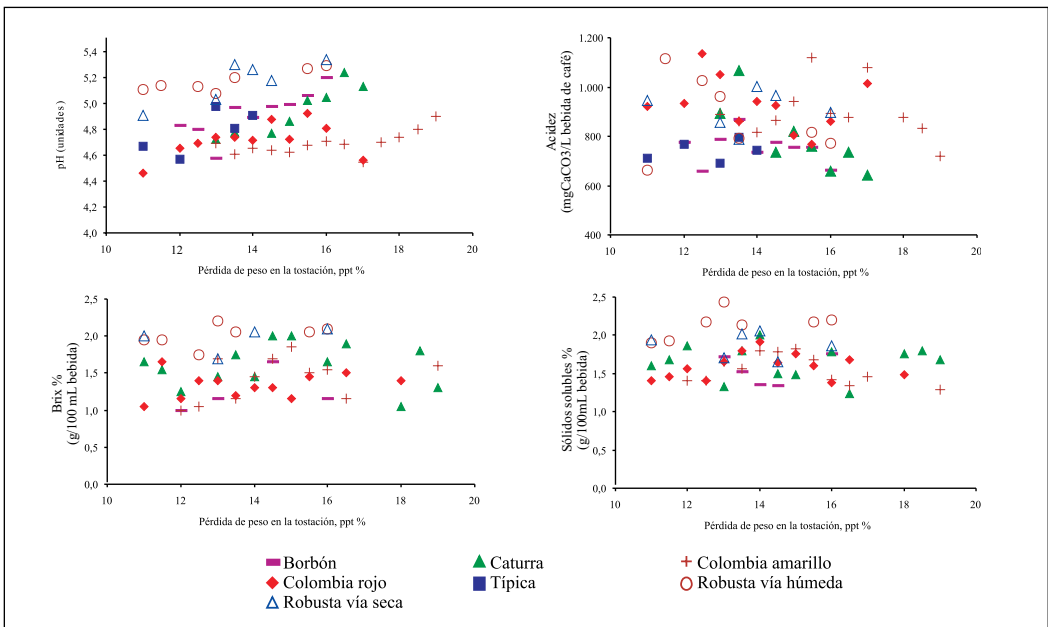 pH (unidades)
5,4
5,2
5,0
4,8
4,6
4,4
4,2
4,0
10 12 14 16 18 20
Pérdida de peso en la tostación, ppt %
Acidez
(mgCaCO3/L bebida de café)
1.200
1.000
800
600
400
10 12 14 16 18 20
Pérdida de peso en la tostación, ppt %
Brix %
(g/100 mL bebida)
2,5
2,0
1,5
1,0
0,5
0,0
10 12 14 16 18 20
Pérdida de peso en la tostación, ppt %
Sólidos solubles %
(g/100mL bebida)
2,5
2,0
1,5
1,0
0,5
0,0
10 12 14 16 18 20
Pérdida de peso en la tostación, ppt %
Borbón Caturra Colombia amarillo
Colombia rojo Típica Robusta vía húmeda
Robusta vía seca